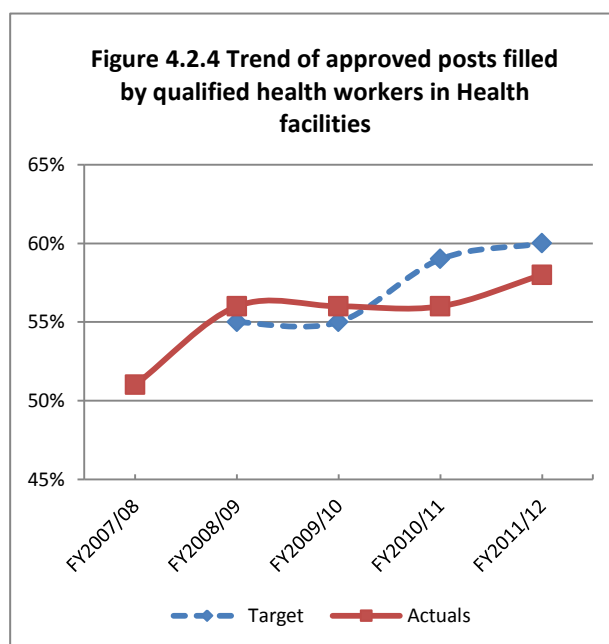 Figure 4.2.4 Trend of approved posts filled
by qualified health workers in Health
facilities
65%
60%
55%
50%
45%
FY2007/08
FY2008/09
FY2009/10
FY2010/11
FY2011/12
Target
Actuals